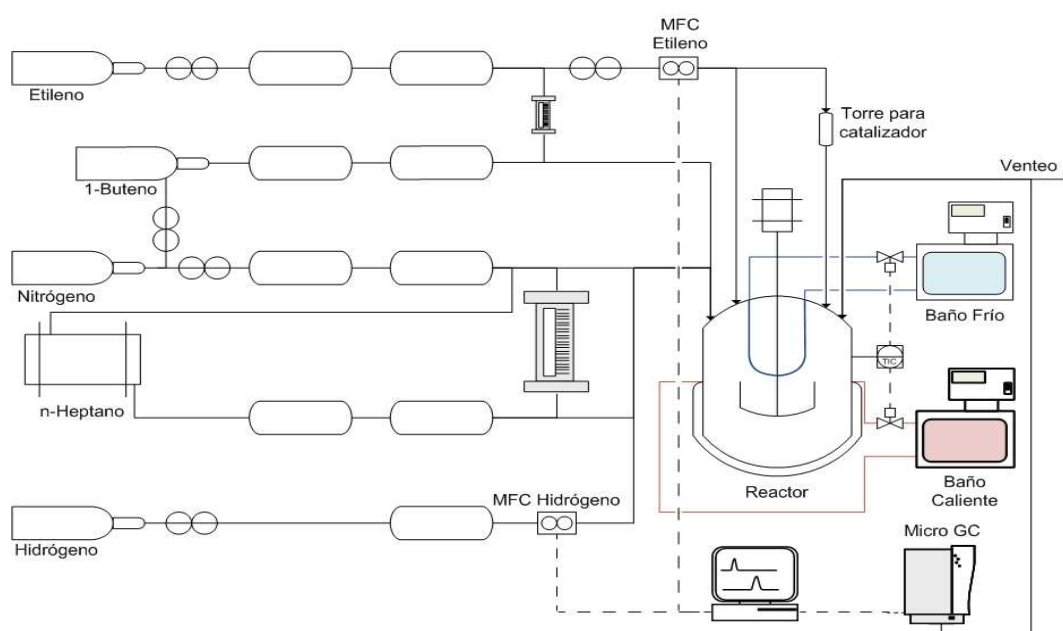 MFC
Etileno
Etileno
Torre para
catalizador
Venteo
1-Buteno
Nitrógeno
Baño Frío
TIC
n-Heptano
Reactor
Baño
Caliente
MFC Hidrógeno
Hidrógeno
Micro GC